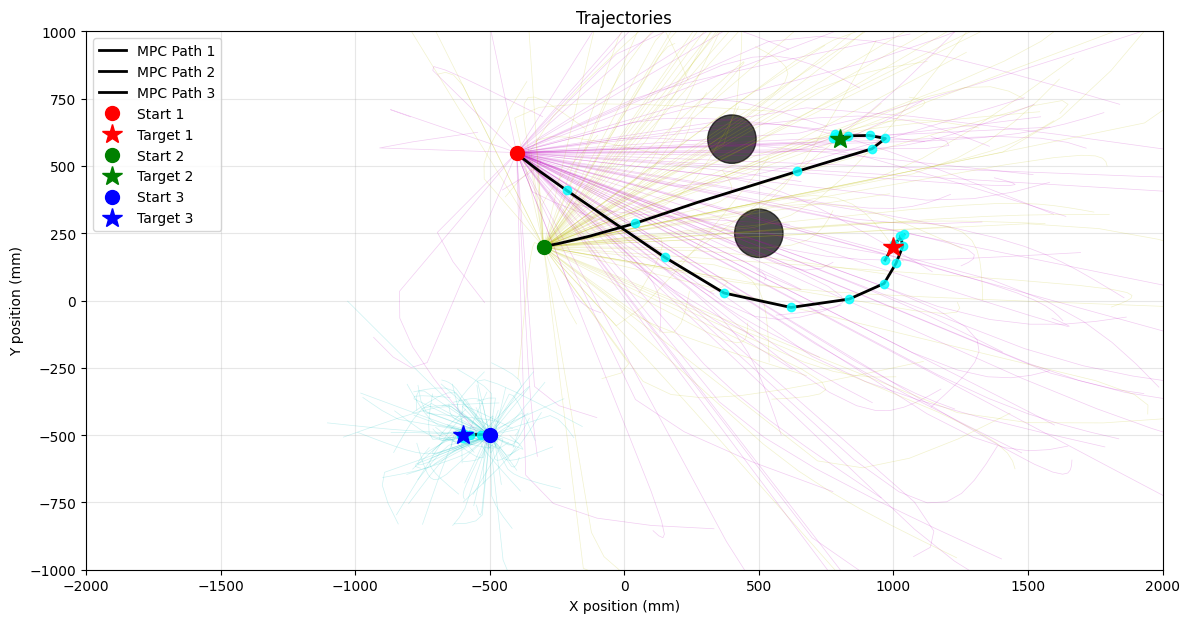 Trajectories
MPC Path 1
MPC Path 2
MPC Path 3
Start 1
Target 1
Start 2
Target 2
Start 3
Target 3
1000
750
500
250
0
−250
−500
−750
−1000
Y position (mm)
−2000 −1500 −1000 −500 0 500 1000 1500 2000
X position (mm)